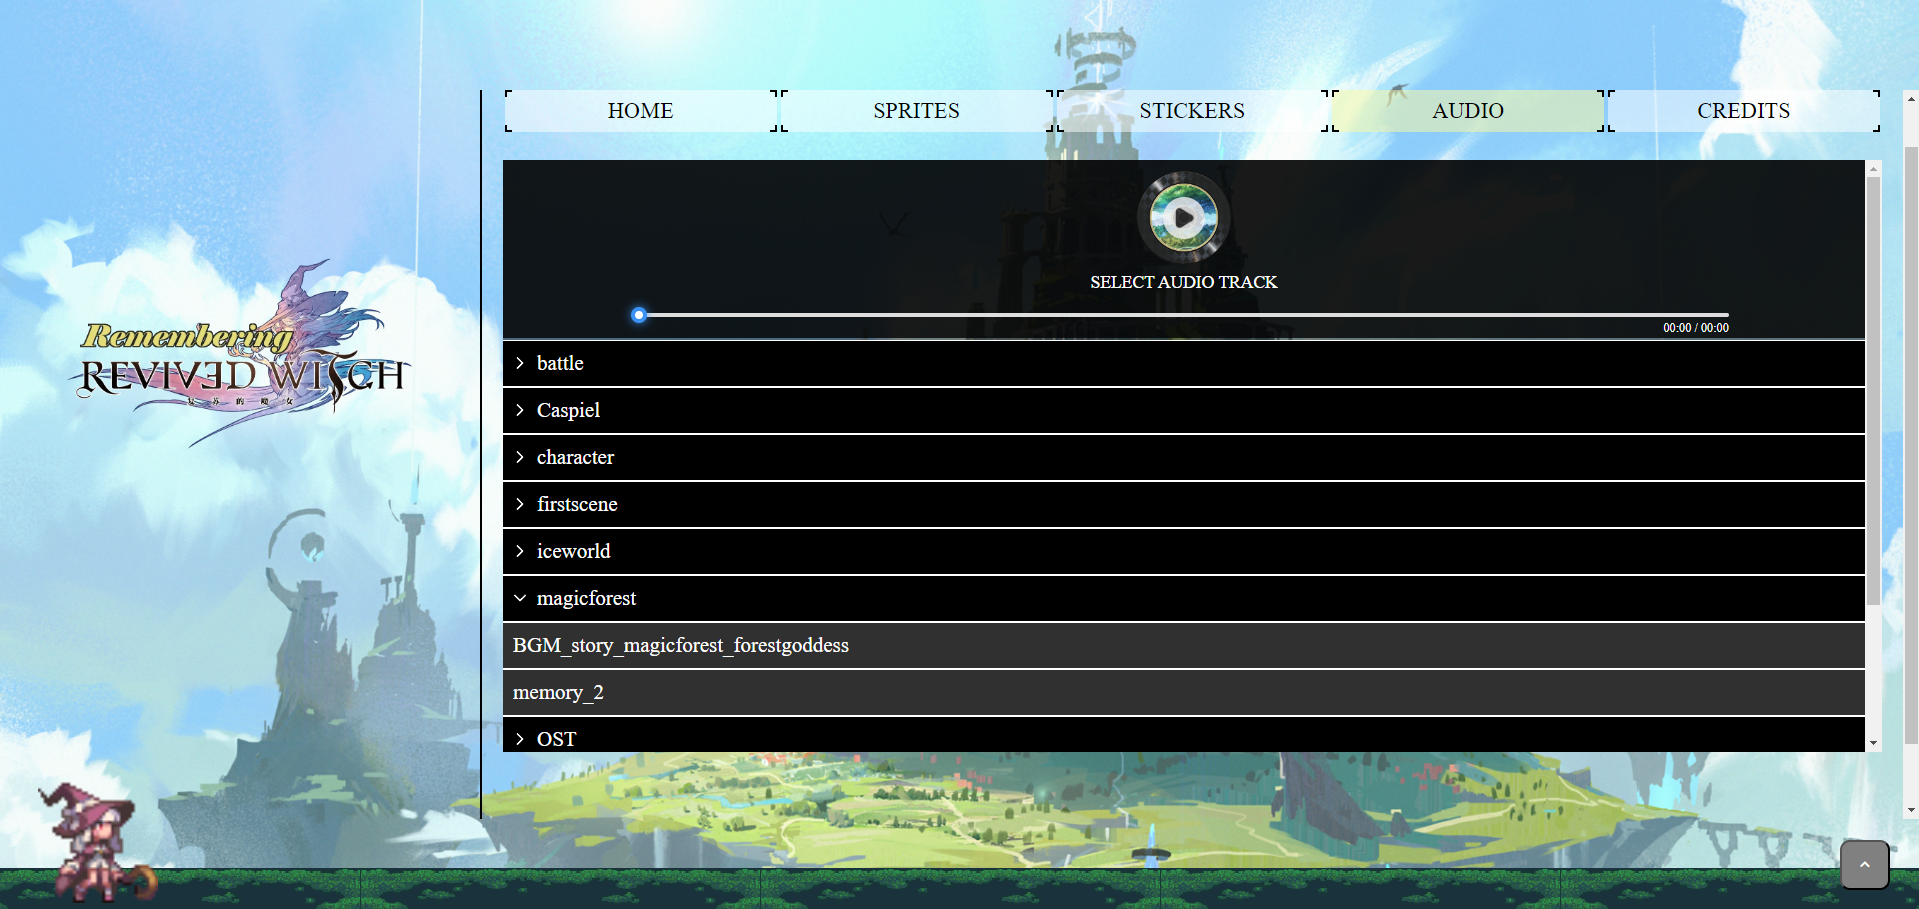 HOME
SPRITES
STICKERS
AUDIO
CREDITS
Remembering
REVIVED WITCH
复苏的魔女
SELECT AUDIO TRACK
00:00 / 00:00
battle
Caspiel
character
firstscene
iceworld
magicforest
BGM_story_magicforest_forestgoddess
memory_2
OST